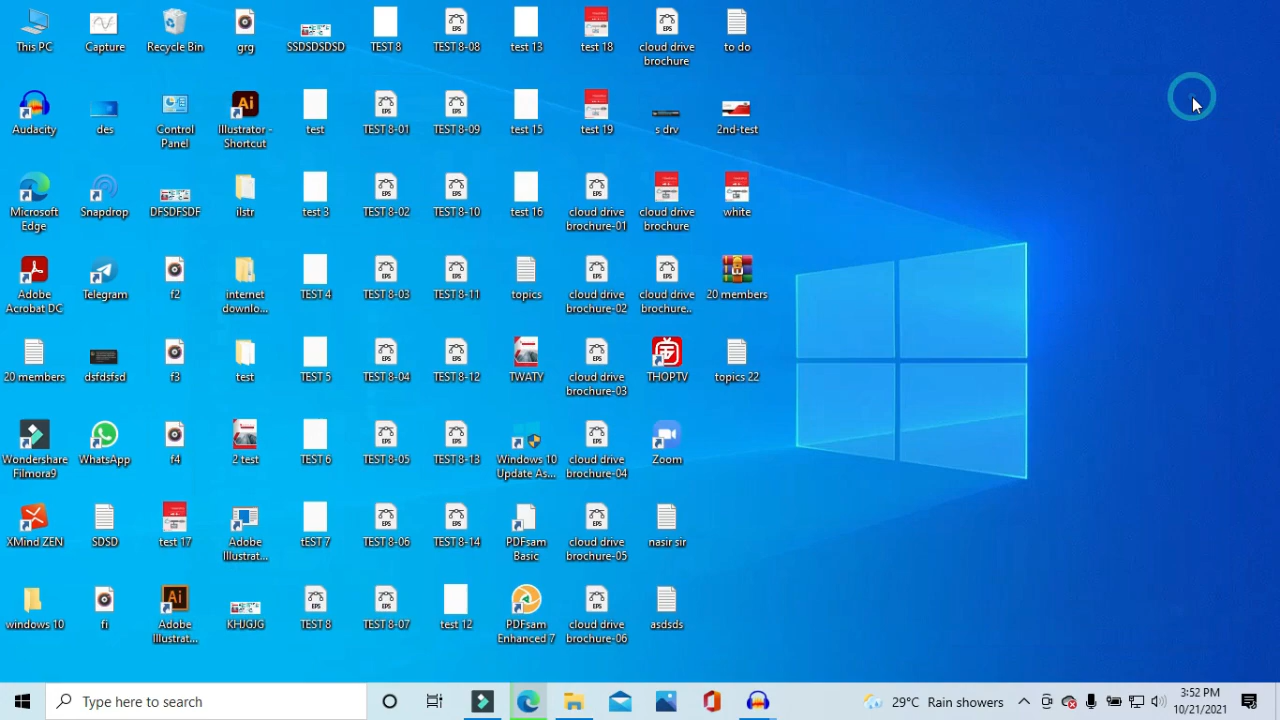 This PC
Capture
Recycle Bin
grg
SSDSDSDSD
TEST 8
TEST 8-08
test 13
test 18
cloud drive
brochure
to do
Audacity
des
Control
Panel
Illustrator -
Shortcut
test
TEST 8-01
TEST 8-09
test 15
test 19
s drv
2nd-test
Microsoft
Edge
Snapdrop
DFSDFSDF
ilstr
test 3
TEST 8-02
TEST 8-10
test 16
cloud drive
brochure-01
cloud drive
brochure
white
Adobe
Acrobat DC
Telegram
f2
internet
downlo...
TEST 4
TEST 8-03
TEST 8-11
topics
cloud drive
brochure-02
cloud drive
brochure..
20 members
20 members
dsfdsfsd
f3
test
TEST 5
TEST 8-04
TEST 8-12
TWATY
cloud drive
brochure-03
THOPTV
topics 22
Wondershare
Filmora9
WhatsApp
f4
2 test
TEST 6
TEST 8-05
TEST 8-13
Windows 10
Update As...
cloud drive
brochure-04
Zoom
XMind ZEN
SDSD
test 17
Adobe
Illustrat...
tEST 7
TEST 8-06
TEST 8-14
PDFsam
Basic
cloud drive
brochure-05
nasir sir
windows 10
fi
Adobe
Illustrat...
KHJGJG
TEST 8
TEST 8-07
test 12
PDFsam
Enhanced 7
cloud drive
brochure-06
asdsds
Type here to search
29°C Rain showers
3:52 PM
10/21/2021